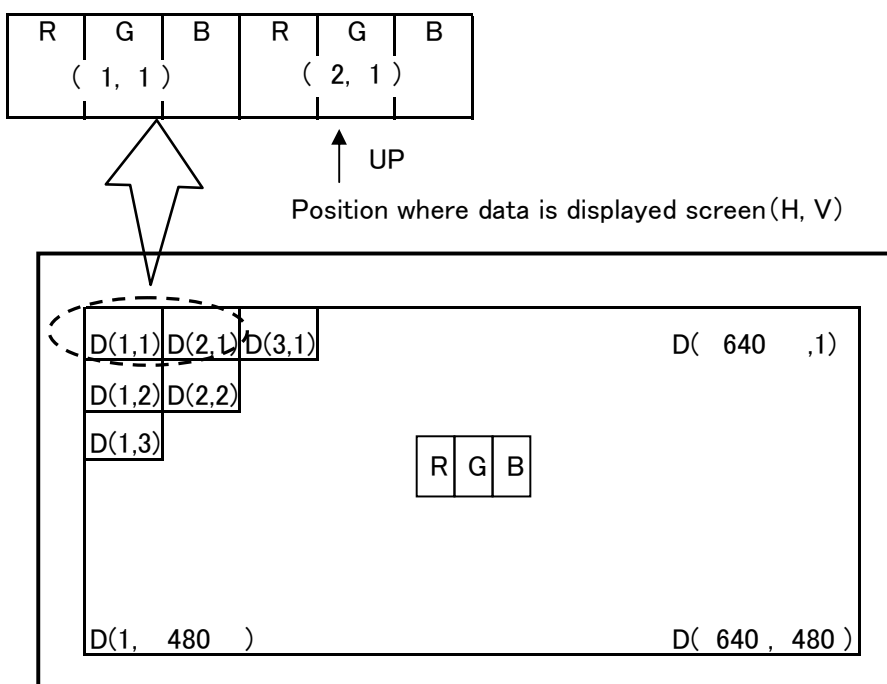 R G B R G B
( 1, 1 ) ( 2, 1 )
UP
Position where data is displayed screen(H, V)
D(1,1) D(2,1) D(3,1) D( 640 ,1)
D(1,2) D(2,2)
D(1,3)
R G B
D(1, 480 ) D( 640 , 480 )